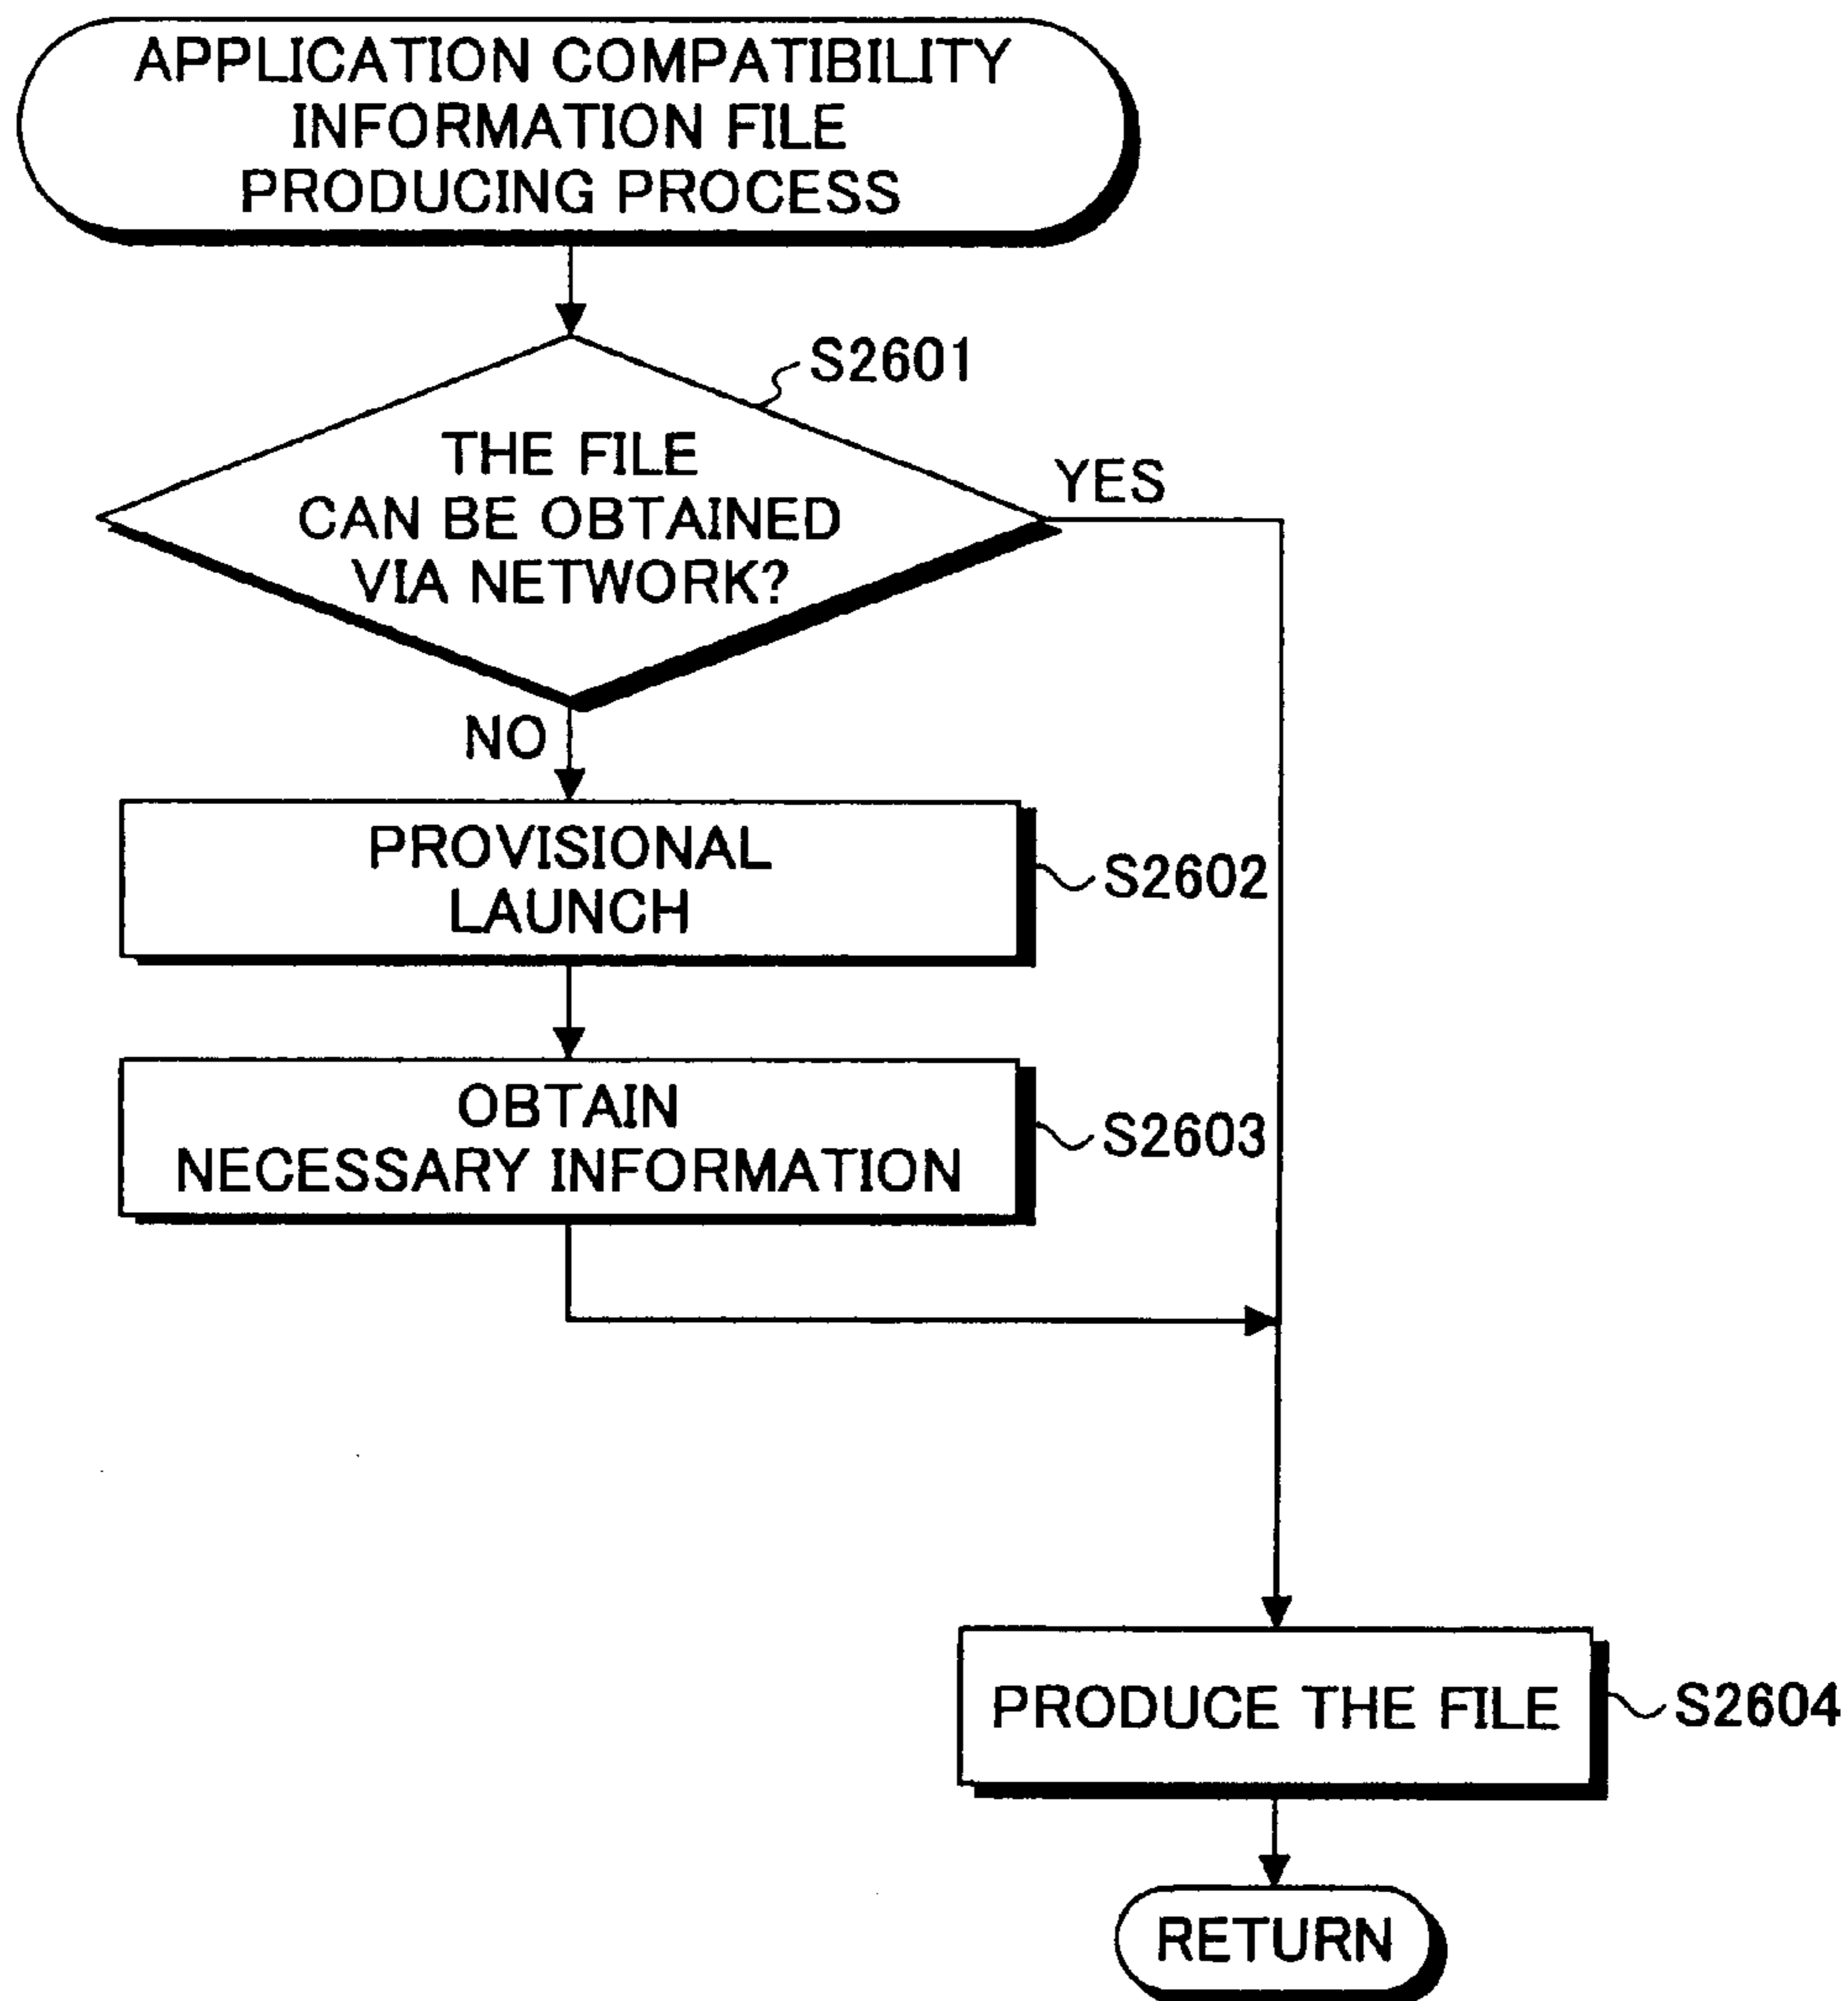 APPLICATION COMPATIBILITY
INFORMATION FILE
PRODUCING PROCESS
S2601
THE FILE
CAN BE OBTAINED
VIA NETWORK?
YES
NO
PROVISIONAL
LAUNCH
S2602
OBTAIN
NECESSARY INFORMATION
S2603
PRODUCE THE FILE
S2604
RETURN